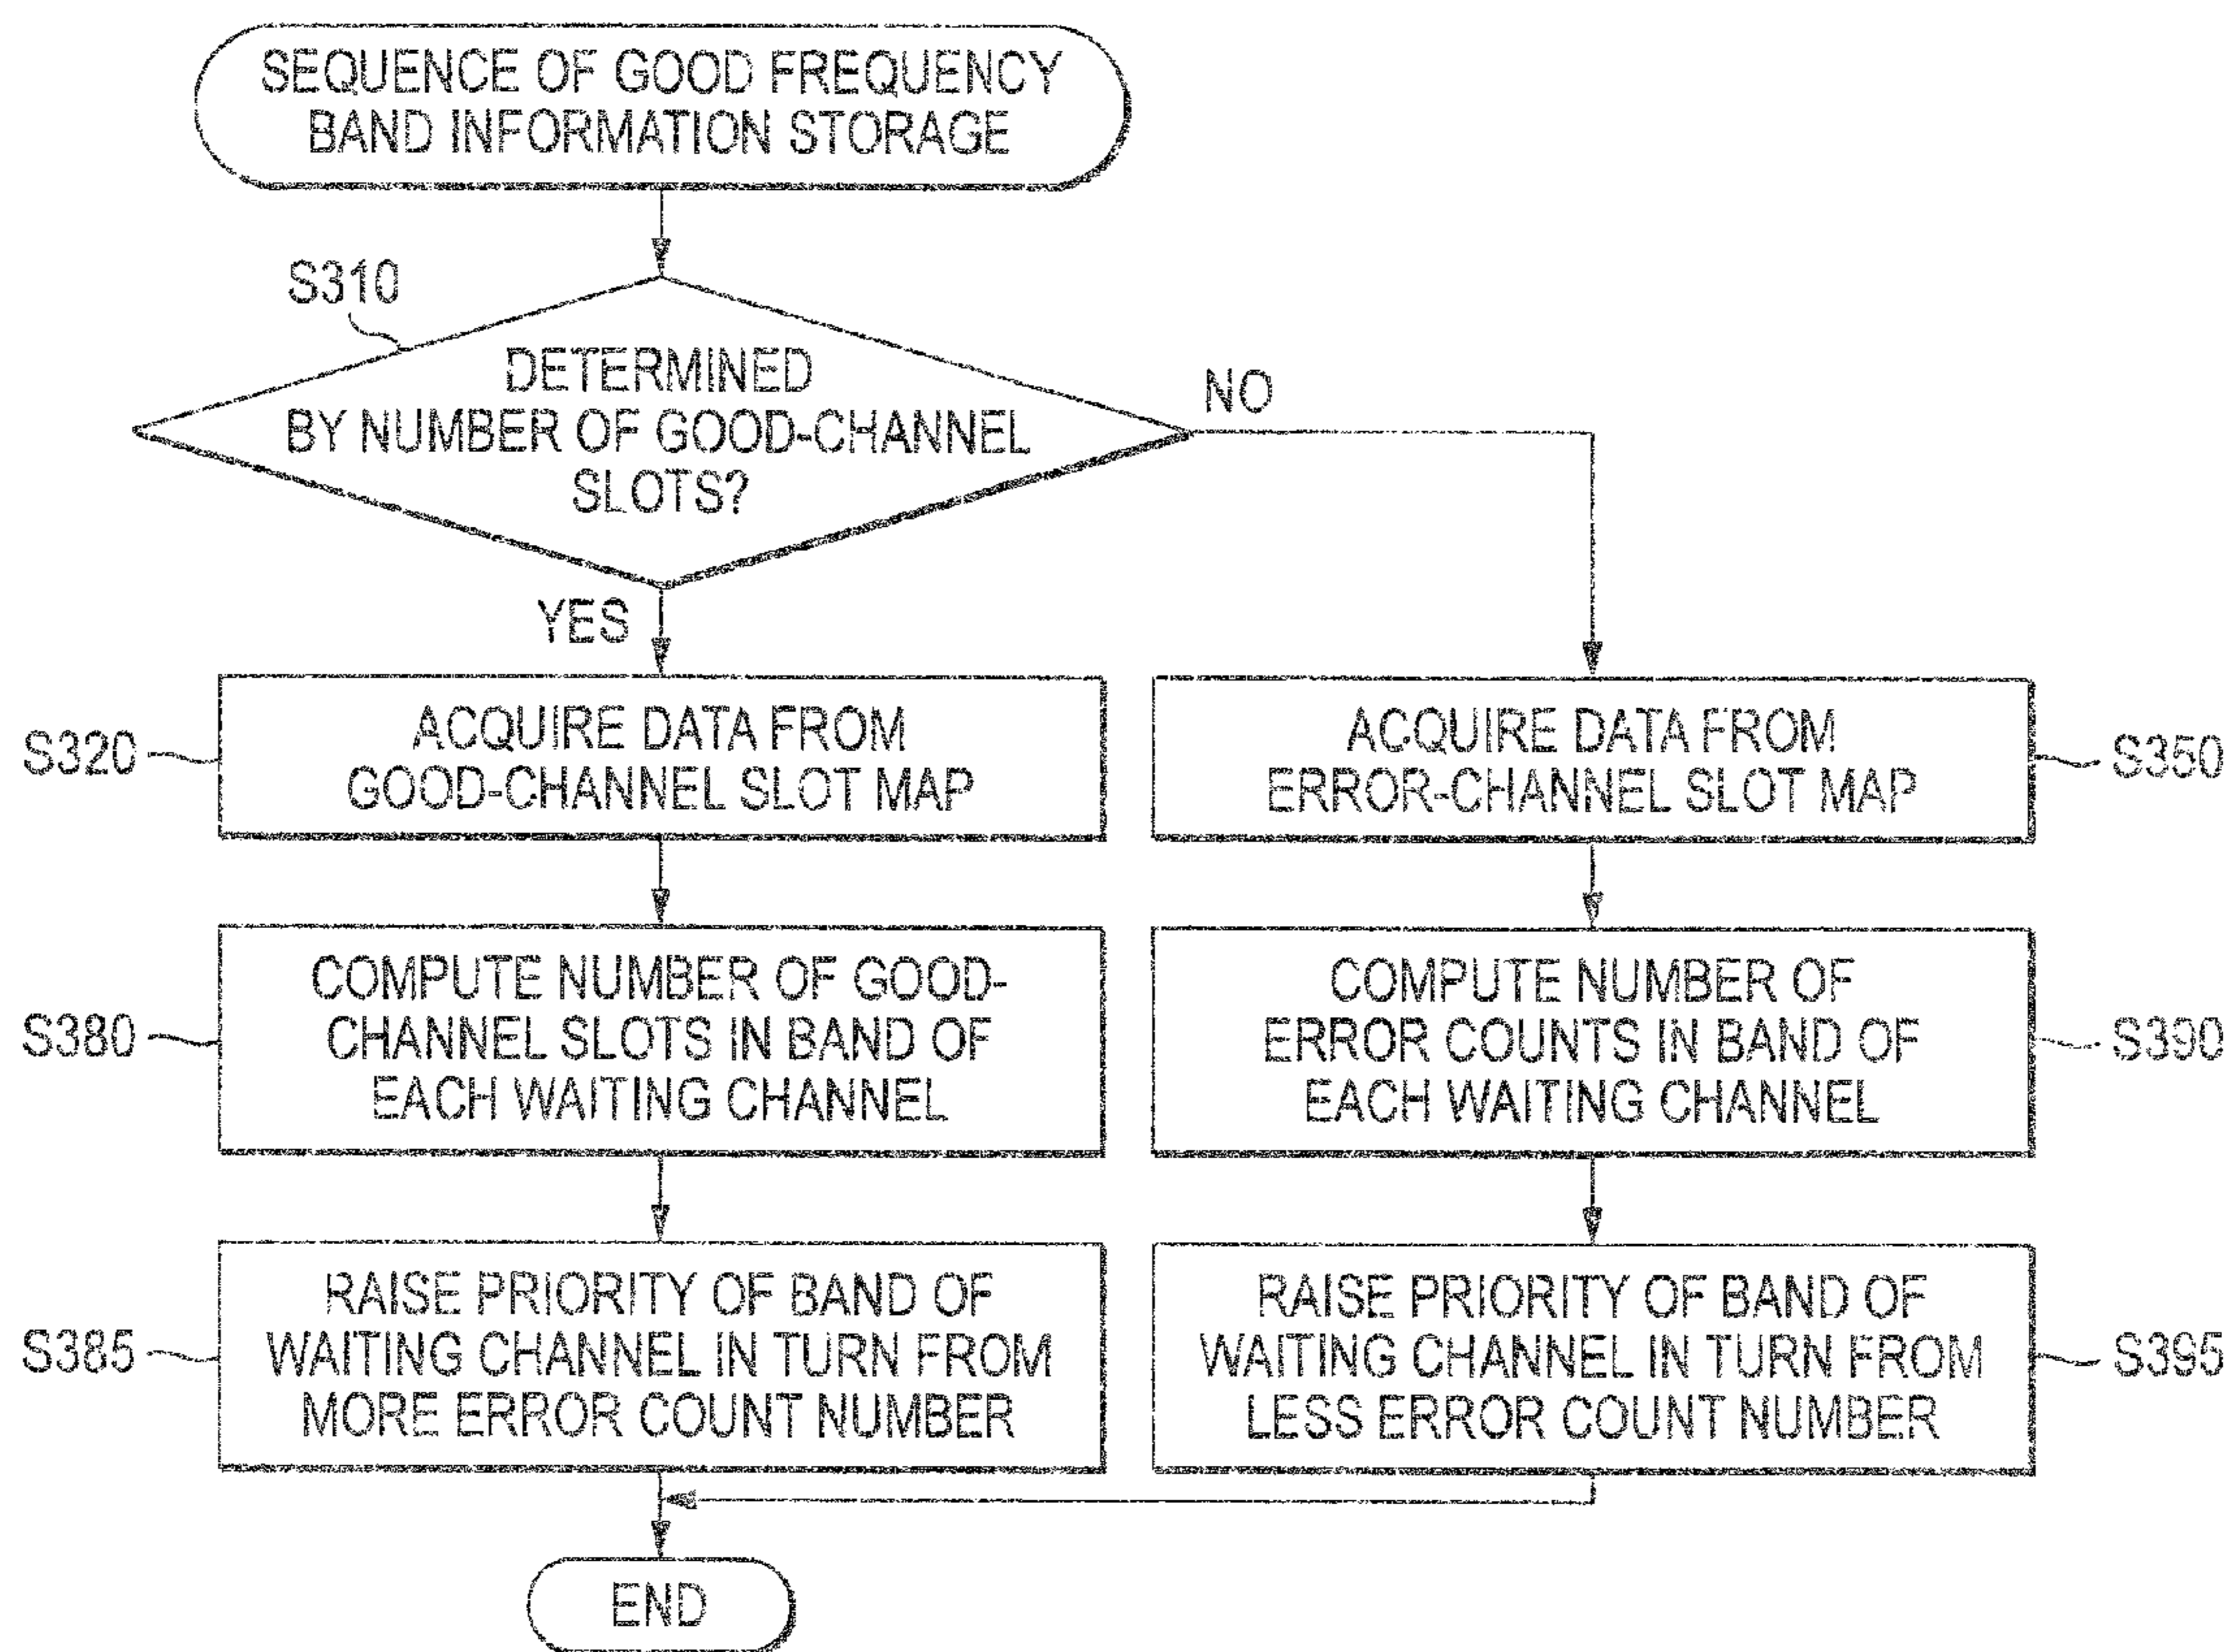 SEQUENCE OF GOOD FREQUENCY
BAND INFORMATION STORAGE
S310
DETERMINED
BY NUMBER OF GOOD-CHANNEL
SLOTS?
NO
YES
S320
ACQUIRE DATA FROM
GOOD-CHANNEL SLOT MAP
ACQUIRE DATA FROM
ERROR-CHANNEL SLOT MAP
S350
S380
COMPUTE NUMBER OF GOOD-
CHANNEL SLOTS IN BAND OF
EACH WAITING CHANNEL
COMPUTE NUMBER OF
ERROR COUNTS IN BAND OF
EACH WAITING CHANNEL
S390
S385
RAISE PRIORITY OF BAND OF
WAITING CHANNEL IN TURN FROM
MORE ERROR COUNT NUMBER
RAISE PRIORITY OF BAND OF
WAITING CHANNEL IN TURN FROM
LESS ERROR COUNT NUMBER
S395
END